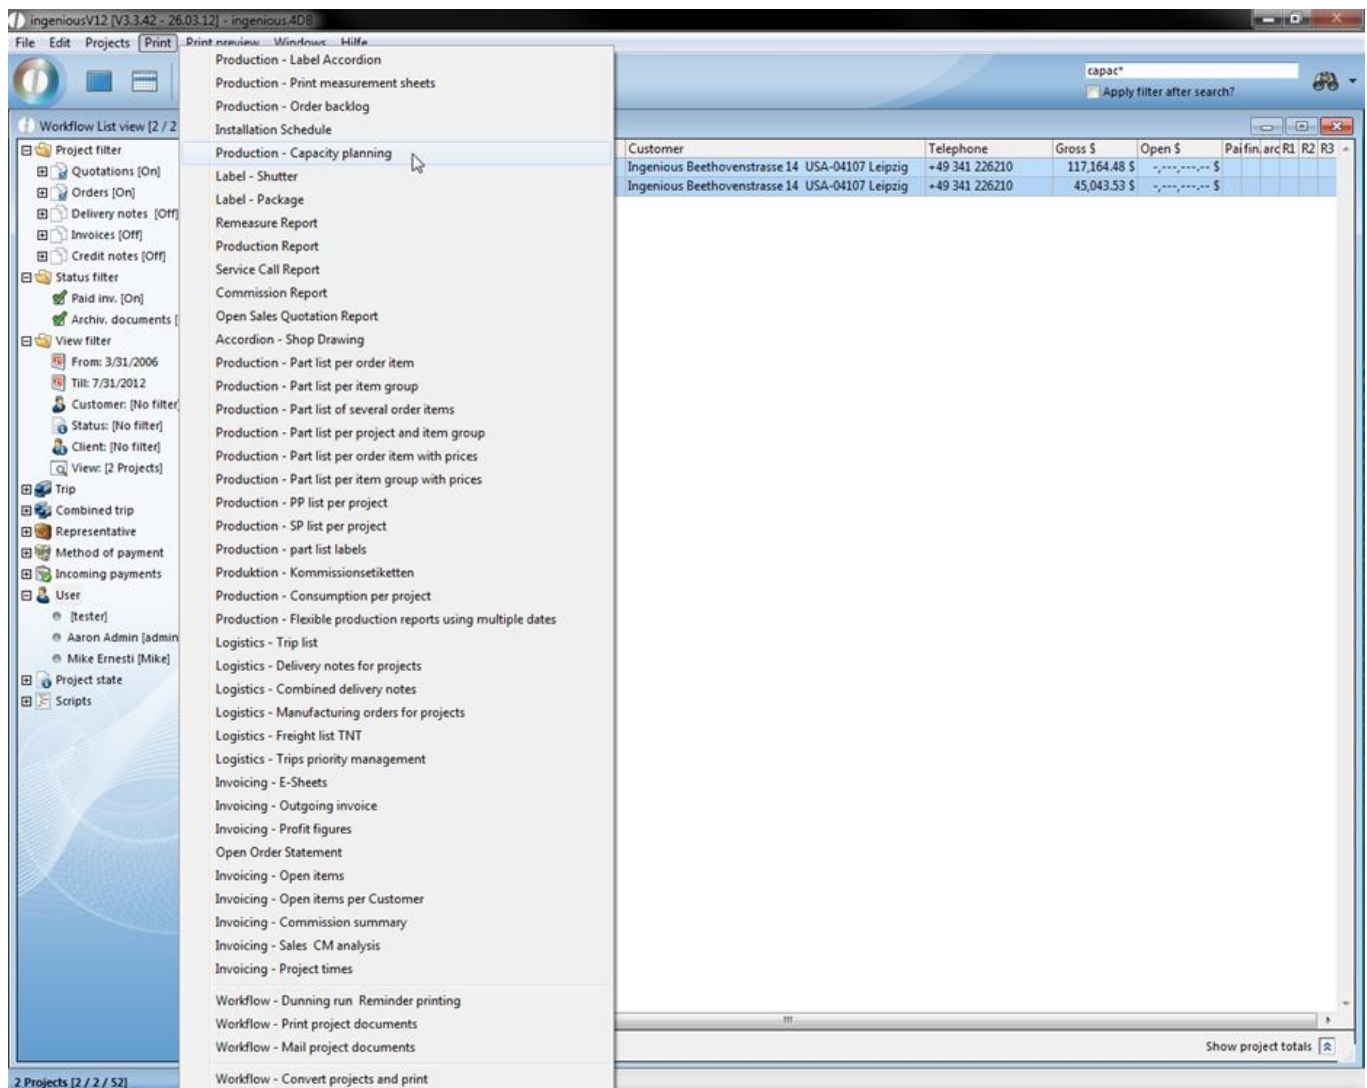 ingeniousV12 [V3.3.42 - 26.03.12] - ingenious.4DB
File Edit Projects Print Print preview Windows Hilfe
capac*
Apply filter after search?
Workflow List view [2 / 2
Project filter
Quotations [On]
Orders [On]
Delivery notes [Off]
Invoices [Off]
Credit notes [Off]
Status filter
Paid inv. [On]
Archiv. documents [
View filter
From: 3/31/2006
Till: 7/31/2012
Customer: [No filter]
Status: [No filter]
Client: [No filter]
View: [2 Projects]
Trip
Combined trip
Representative
Method of payment
Incoming payments
User
[tester]
Aaron Admin [admin
Mike Ernesti [Mike]
Project state
Scripts
Production - Label Accordion
Production - Print measurement sheets
Production - Order backlog
Installation Schedule
Production - Capacity planning
Label - Shutter
Label - Package
Remeasure Report
Production Report
Service Call Report
Commission Report
Open Sales Quotation Report
Accordion - Shop Drawing
Production - Part list per order item
Production - Part list per item group
Production - Part list of several order items
Production - Part list per project and item group
Production - Part list per order item with prices
Production - Part list per item group with prices
Production - PP list per project
Production - SP list per project
Production - part list labels
Produktion - Kommissionsetiketten
Production - Consumption per project
Production - Flexible production reports using multiple dates
Logistics - Trip list
Logistics - Delivery notes for projects
Logistics - Combined delivery notes
Logistics - Manufacturing orders for projects
Logistics - Freight list TNT
Logistics - Trips priority management
Invoicing - E-Sheets
Invoicing - Outgoing invoice
Invoicing - Profit figures
Open Order Statement
Invoicing - Open items
Invoicing - Open items per Customer
Invoicing - Commission summary
Invoicing - Sales CM analysis
Invoicing - Project times
Workflow - Dunning run Reminder printing
Workflow - Print project documents
Workflow - Mail project documents
Workflow - Convert projects and print
Customer Telephone Gross $ Open $ Pai fin. arc R1 R2 R3
Ingenious Beethovenstrasse 14 USA-04107 Leipzig +49 341 226210 117,164.48 $ -,---,---.-- $
Ingenious Beethovenstrasse 14 USA-04107 Leipzig +49 341 226210 45,043.53 $ -,---,---.-- $
Show project totals
2 Projects [2 / 2 / 52]